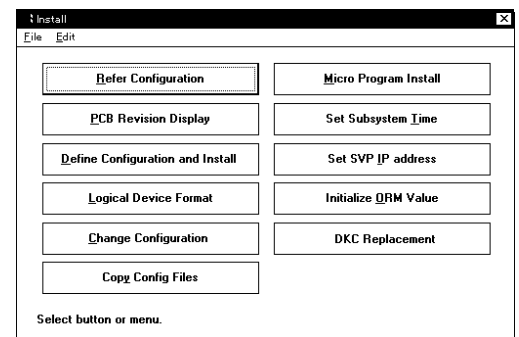 Install
File Edit
Refer Configuration
Micro Program Install
PCB Revision Display
Set Subsystem Time
Define Configuration and Install
Set SVP IP address
Logical Device Format
Initialize ORM Value
Change Configuration
DKC Replacement
Copy Config Files
Select button or menu.